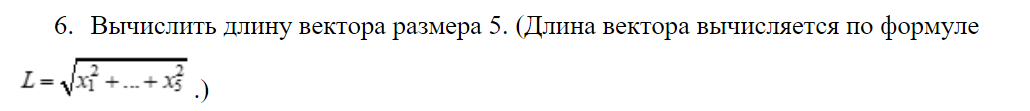 6. Вычислить длину вектора размера 5. (Длина вектора вычисляется по формуле
L = √(x₁² + ... + x₅²) .)